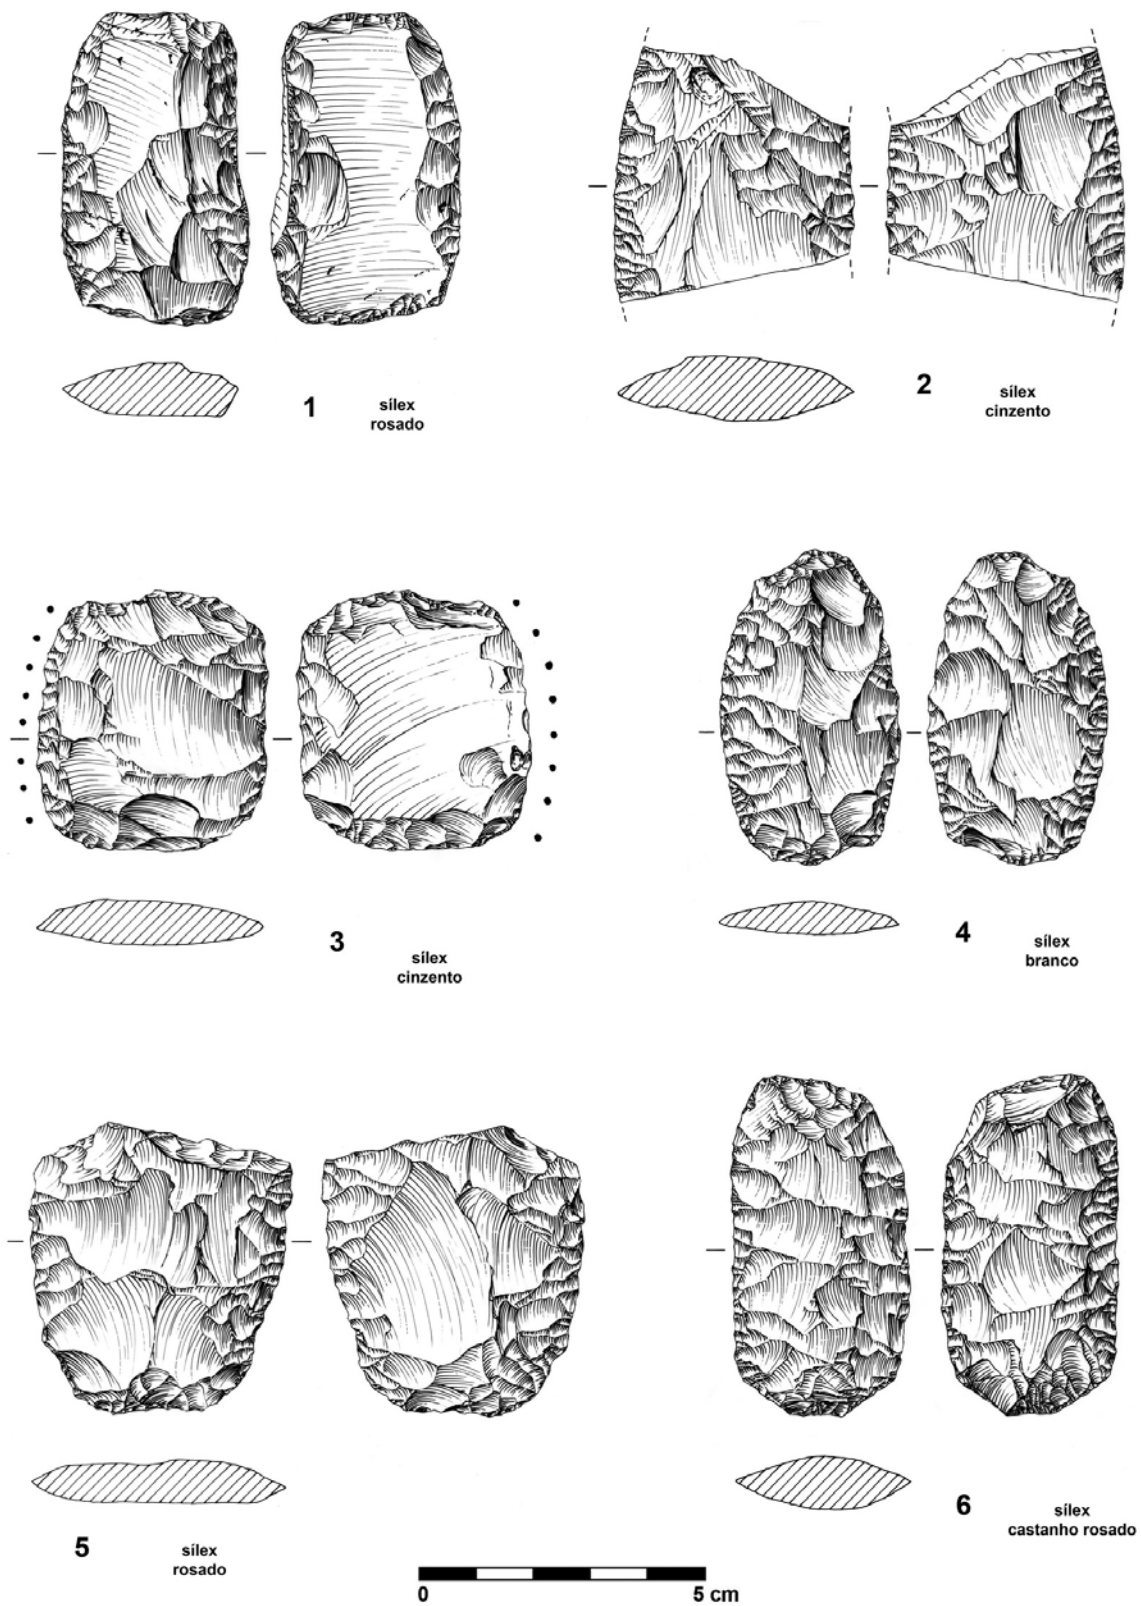 1
sílex
rosado
2
sílex
cinzento
3
sílex
cinzento
4
sílex
branco
5
sílex
rosado
6
sílex
castanho rosado
0 5 cm